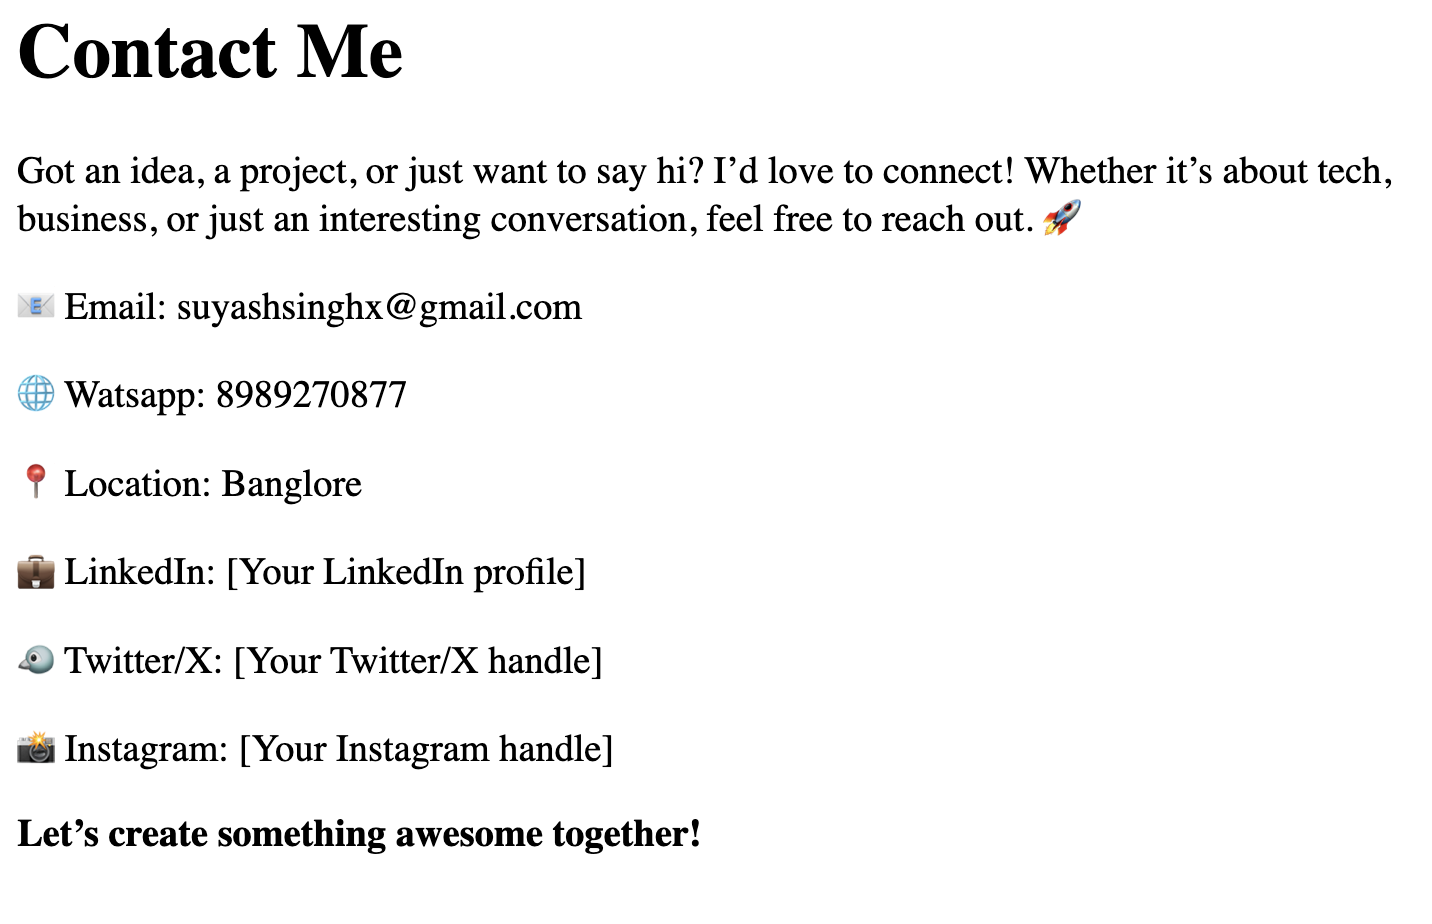 Contact Me
Got an idea, a project, or just want to say hi? I’d love to connect! Whether it’s about tech,
business, or just an interesting conversation, feel free to reach out. 🚀
📧 Email: suyashsinghx@gmail.com
🌐 Watsapp: 8989270877
📍 Location: Banglore
💼 LinkedIn: [Your LinkedIn profile]
🐦 Twitter/X: [Your Twitter/X handle]
📸 Instagram: [Your Instagram handle]
Let’s create something awesome together!